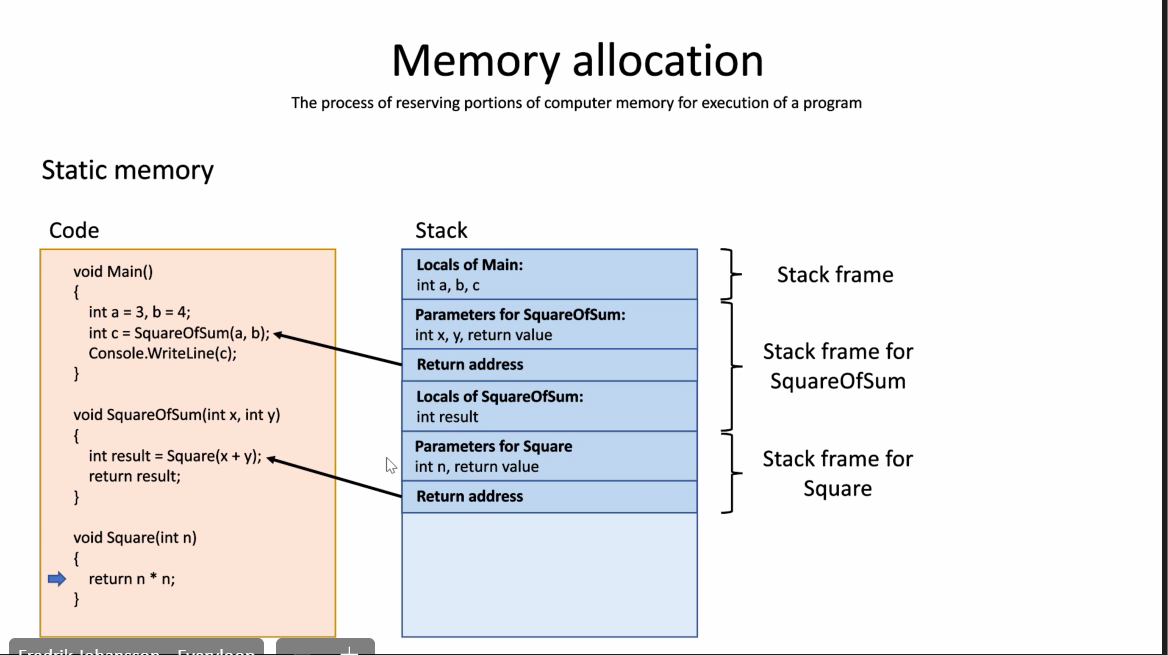 Memory allocation
The process of reserving portions of computer memory for execution of a program
Static memory
Code
void Main()
{
int a = 3, b = 4;
int c = SquareOfSum(a, b);
Console.WriteLine(c);
}
void SquareOfSum(int x, int y)
{
int result = Square(x + y);
return result;
}
void Square(int n)
{
return n * n;
}
Stack
Locals of Main:
int a, b, c
Parameters for SquareOfSum:
int x, y, return value
Return address
Locals of SquareOfSum:
int result
Parameters for Square
int n, return value
Return address
Stack frame
Stack frame for
SquareOfSum
Stack frame for
Square
Fredrik Johansson